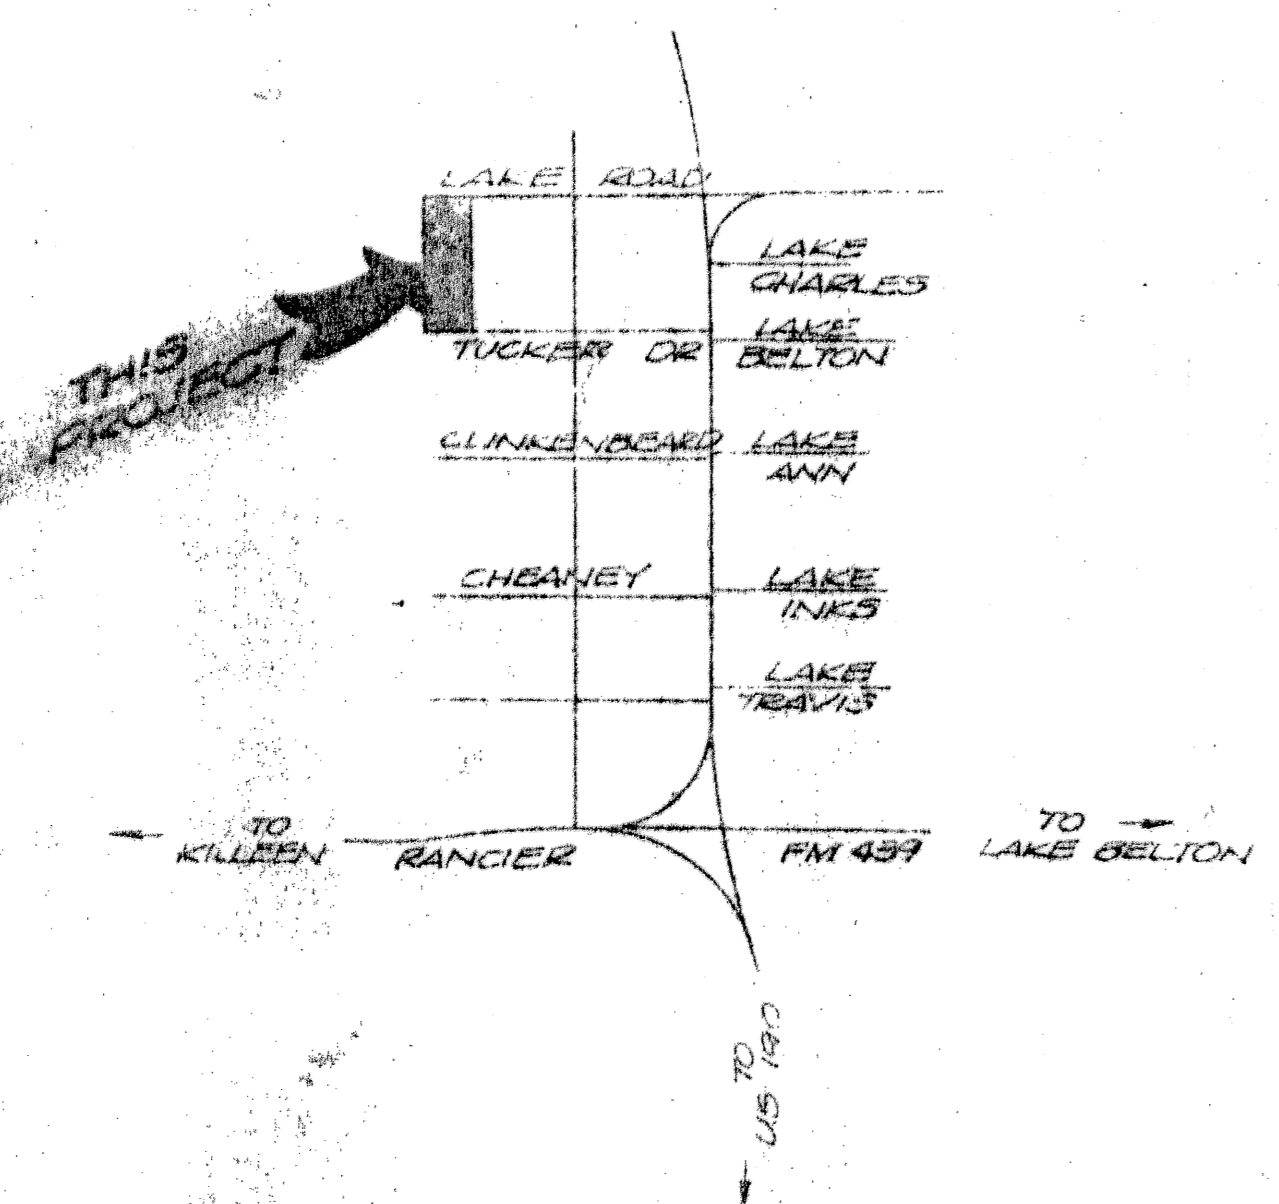 LAKE ROAD
LAKE
CHARLES
THIS
PROJECT
TUCKER DR
LAKE
BELTON
CLINKENBEARD
LAKE
ANN
CHEANEY
LAKE
INKS
LAKE
TRAVIS
TO
KILLEEN
RANCIER
FM 439
TO
LAKE BELTON
TO
US 190